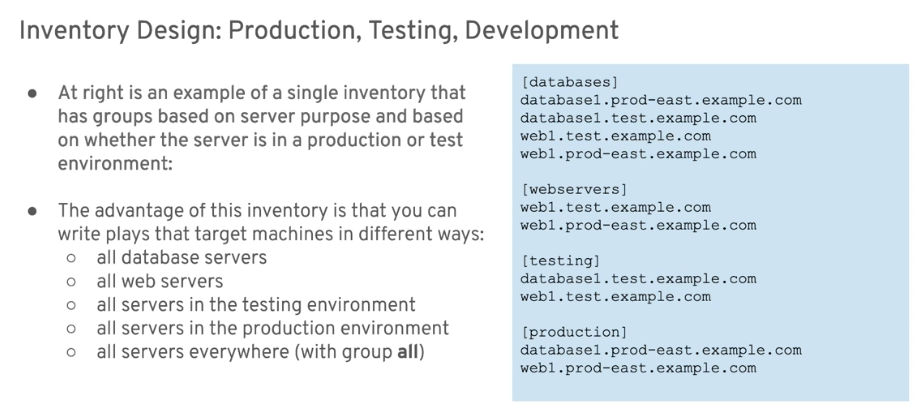 Inventory Design: Production, Testing, Development
● At right is an example of a single inventory that
has groups based on server purpose and based
on whether the server is in a production or test
environment:
● The advantage of this inventory is that you can
write plays that target machines in different ways:
○ all database servers
○ all web servers
○ all servers in the testing environment
○ all servers in the production environment
○ all servers everywhere (with group all)
[databases]
database1.prod-east.example.com
database1.test.example.com
web1.test.example.com
web1.prod-east.example.com
[webservers]
web1.test.example.com
web1.prod-east.example.com
[testing]
database1.test.example.com
web1.test.example.com
[production]
database1.prod-east.example.com
web1.prod-east.example.com